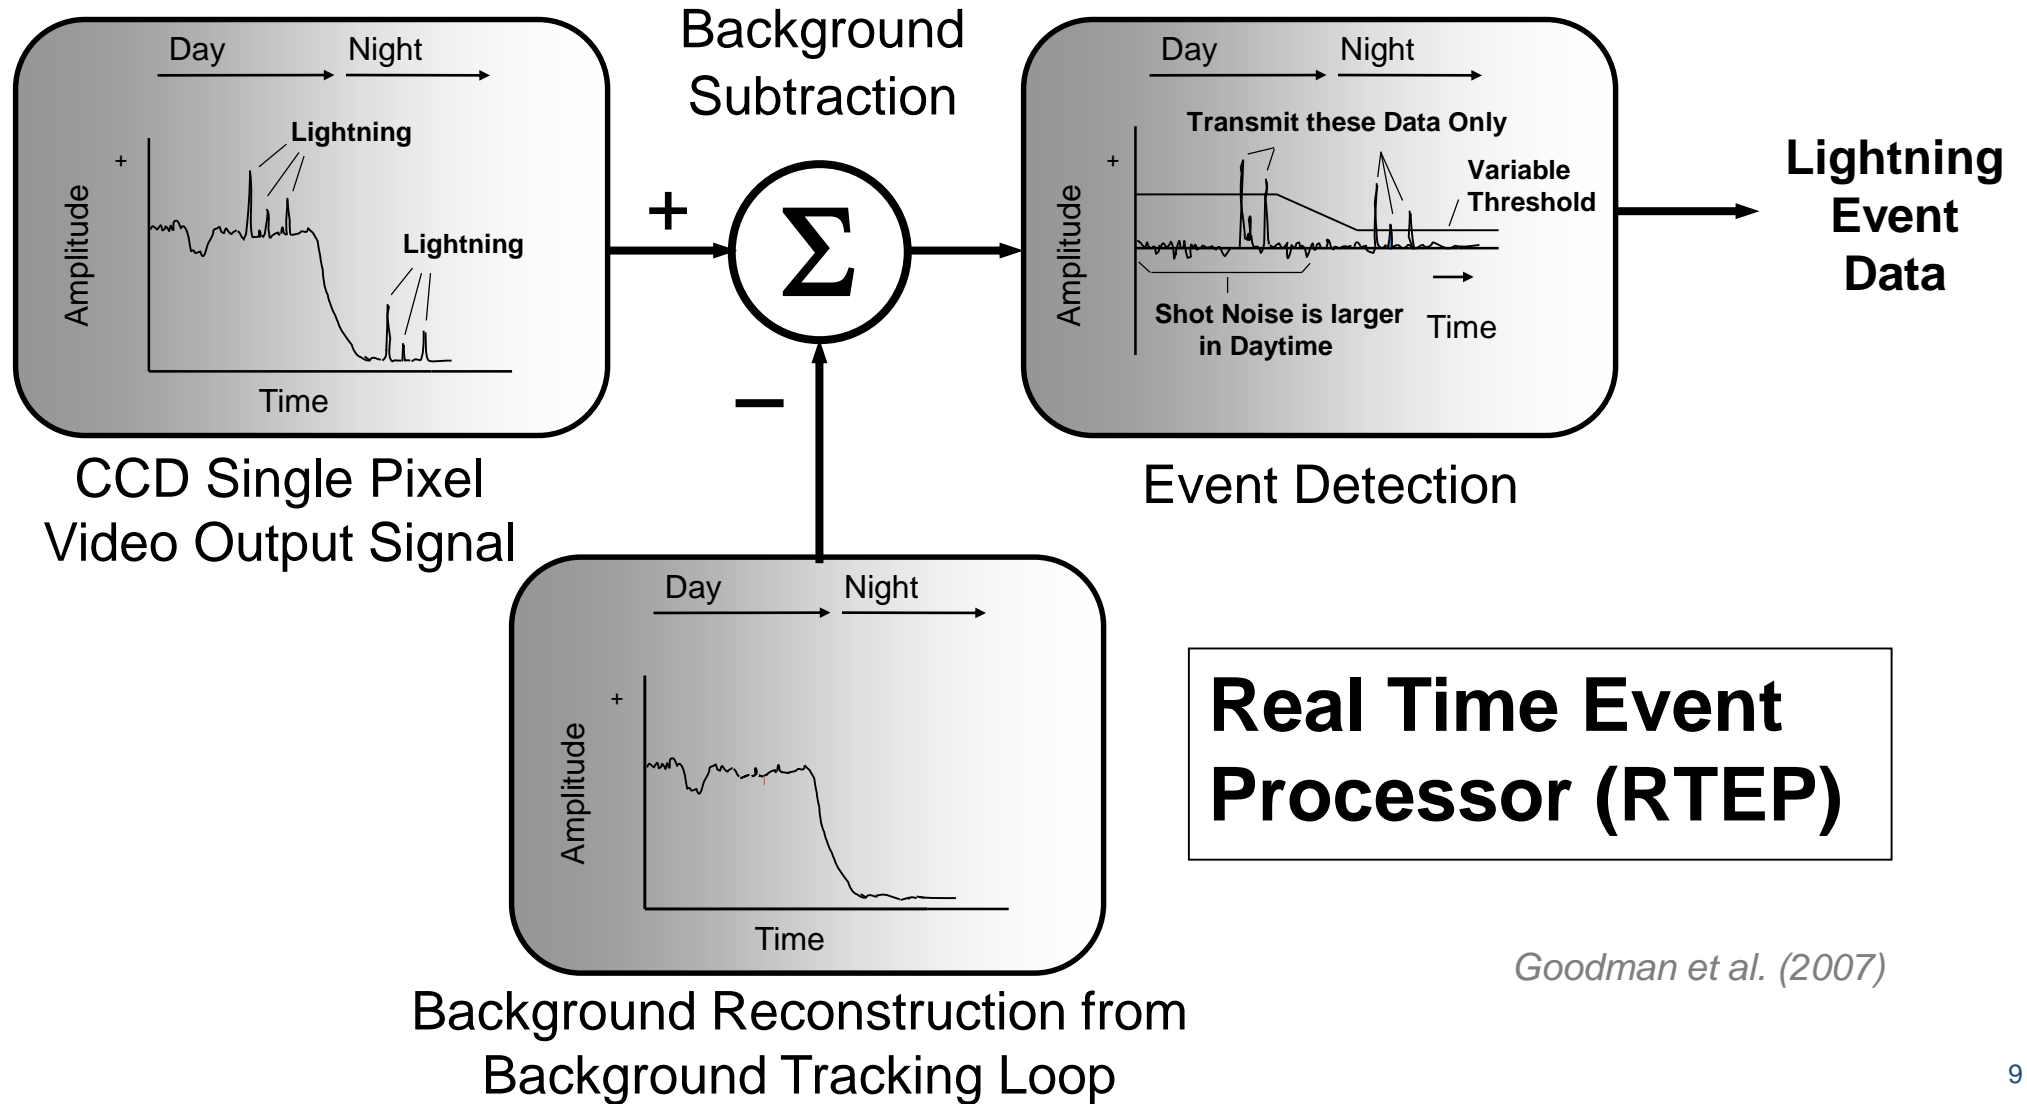 Day Night
Lightning
Lightning
+
Amplitude
Time
CCD Single Pixel
Video Output Signal
Background
Subtraction
+
Σ
–
Day Night
Transmit these Data Only
Variable
Threshold
+
Amplitude
Shot Noise is larger
in Daytime
Time
Event Detection
Lightning
Event
Data
Day Night
+
Amplitude
Time
Background Reconstruction from
Background Tracking Loop
Real Time Event
Processor (RTEP)
Goodman et al. (2007)
9